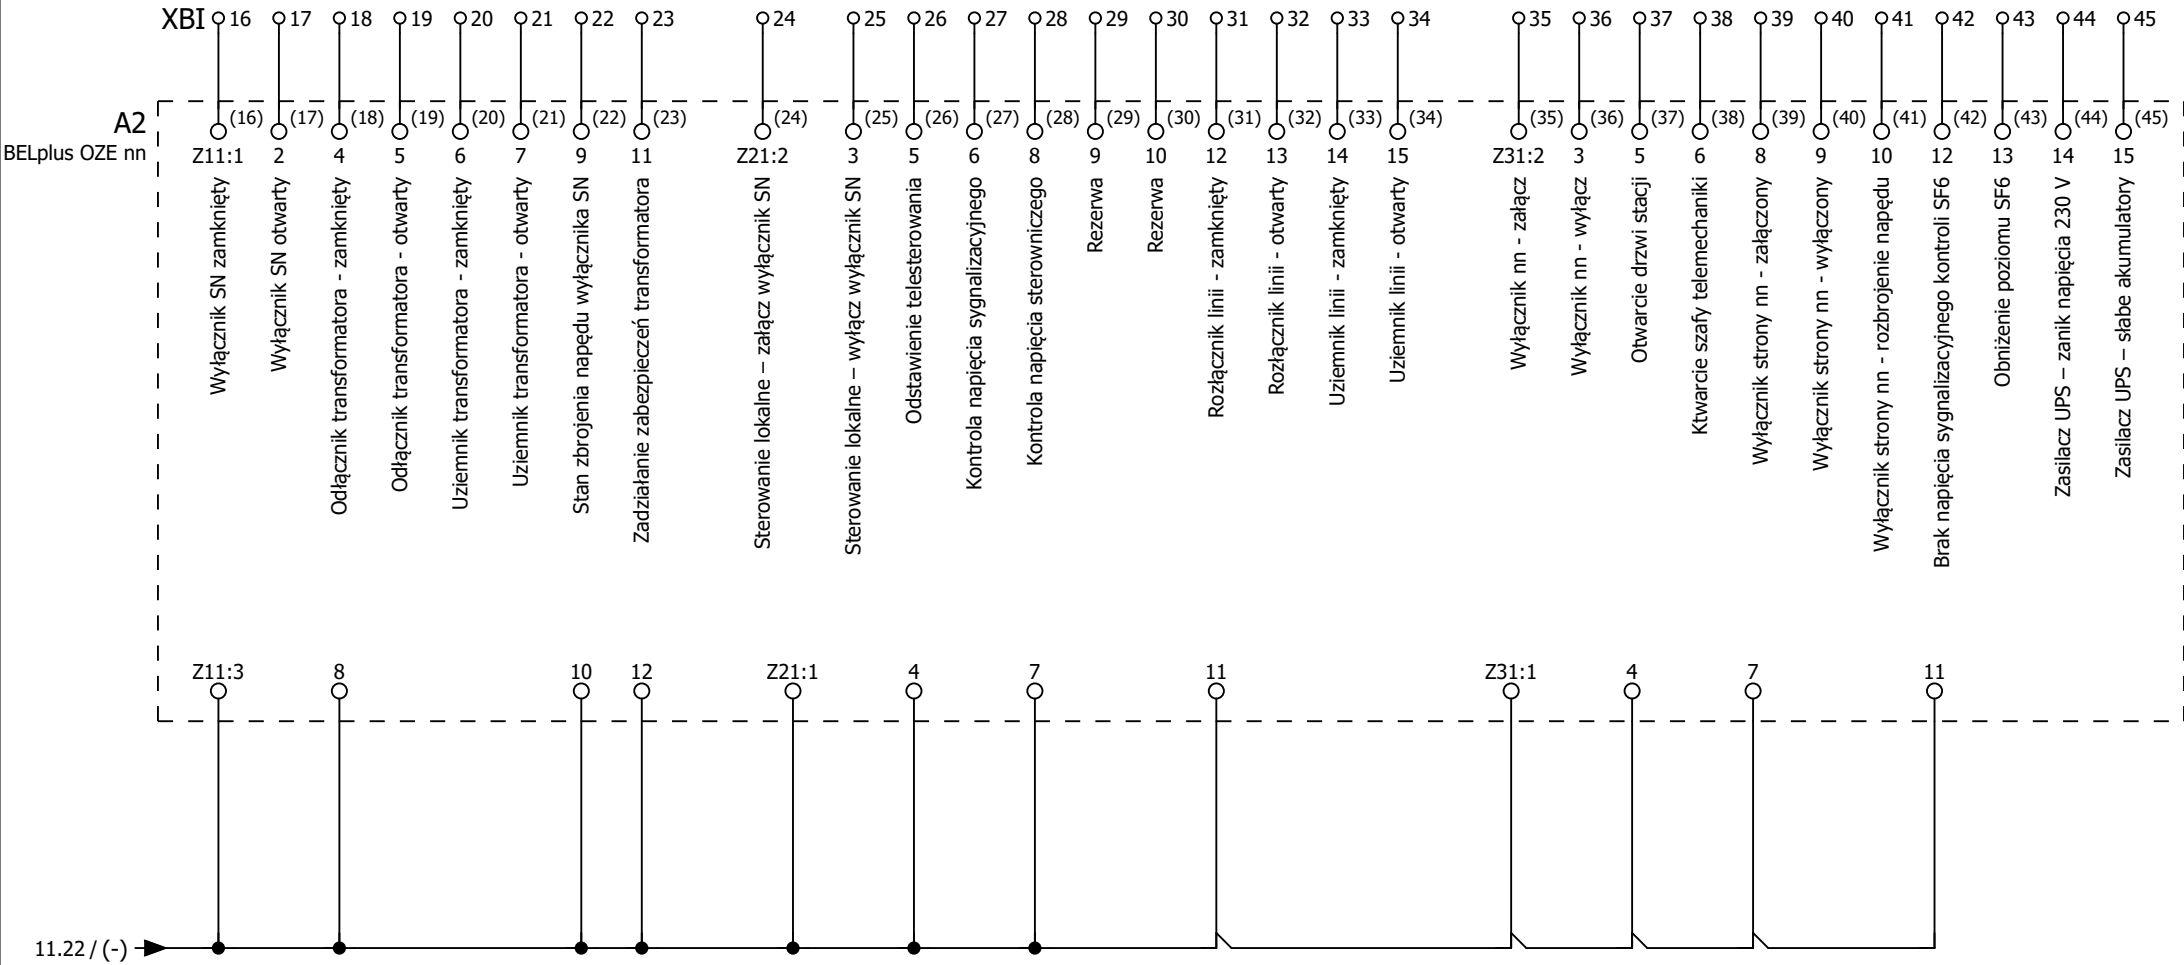 XBI 16 17 18 19 20 21 22 23 24 25 26 27 28 29 30 31 32 33 34 35 36 37 38 39 40 41 42 43 44 45
A2 (16) (17) (18) (19) (20) (21) (22) (23) (24) (25) (26) (27) (28) (29) (30) (31) (32) (33) (34) (35) (36) (37) (38) (39) (40) (41) (42) (43) (44) (45)
BELplus OZE nn Z11:1 2 4 5 6 7 9 11 Z21:2 3 5 6 8 9 10 12 13 14 15 Z31:2 3 5 6 8 9 10 12 13 14 15
Wyłącznik SN zamknięty
Wyłącznik SN otwarty
Odłącznik transformatora - zamknięty
Odłącznik transformatora - otwarty
Uziemnik transformatora - zamknięty
Uziemnik transformatora - otwarty
Stan zbrojenia napędu wyłącznika SN
Zadziałanie zabezpieczeń transformatora
Sterowanie lokalne – załącz wyłącznik SN
Sterowanie lokalne – wyłącz wyłącznik SN
Odstawienie telesterowania
Kontrola napięcia sygnalizacyjnego
Kontrola napięcia sterowniczego
Rezerwa
Rezerwa
Rozłącznik linii - zamknięty
Rozłącznik linii - otwarty
Uziemnik linii - zamknięty
Uziemnik linii - otwarty
Wyłącznik nn - załącz
Wyłącznik nn - wyłącz
Otwarcie drzwi stacji
Ktwarcie szafy telemechaniki
Wyłącznik strony nn - załączony
Wyłącznik strony nn - wyłączony
Wyłącznik strony nn - rozbrojenie napędu
Brak napięcia sygnalizacyjnego kontroli SF6
Obniżenie poziomu SF6
Zasilacz UPS – zanik napięcia 230 V
Zasilacz UPS – słabe akumulatory
Z11:3 8 10 12 Z21:1 4 7 11 Z31:1 4 7 11
11.22 / (-)